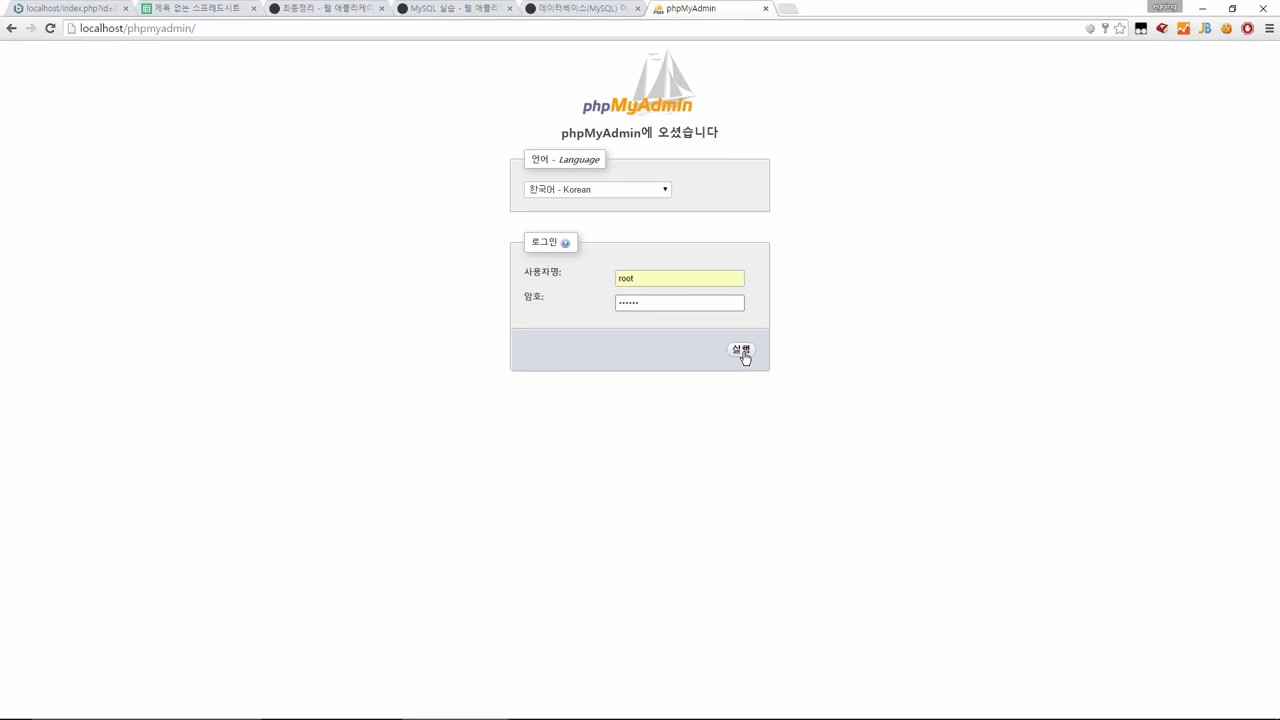 localhost/index.php?id=
제목 없는 스프레드시트
최종정리 - 웹 애플리케이
MySQL 실습 - 웹 애플리
데이터베이스(MySQL) 이
phpMyAdmin
egoing
localhost/phpmyadmin/
JB
phpMyAdmin
phpMyAdmin에 오셨습니다
언어 - Language
한국어 - Korean
로그인
사용자명:
root
암호:
••••••
실행